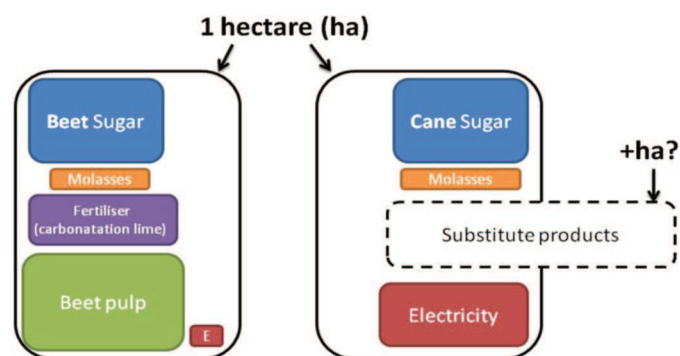 1 hectare (ha)
Beet Sugar
Molasses
Fertiliser
(carbonatation lime)
Beet pulp
E
Cane Sugar
Molasses
+ha?
Substitute products
Electricity